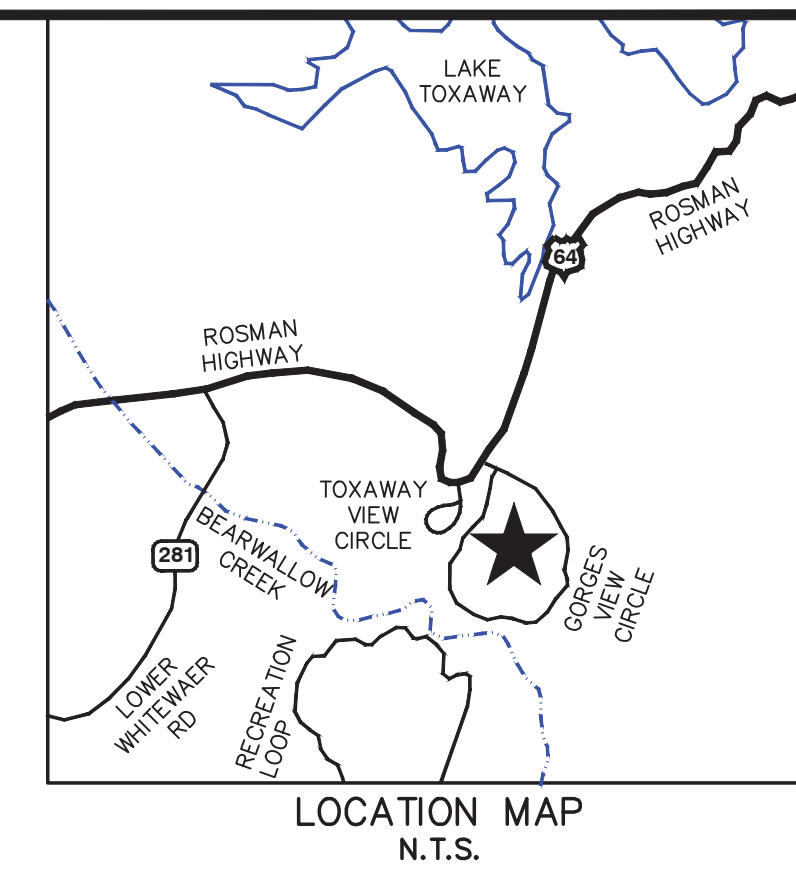 LAKE
TOXAWAY
ROSMAN
HIGHWAY
64
ROSMAN
HIGHWAY
TOXAWAY
VIEW
CIRCLE
BEARWALLOW
CREEK
281
GORGES
VIEW
CIRCLE
LOWER
WHITEWAER
RD
RECREATION
LOOP
LOCATION MAP
N.T.S.